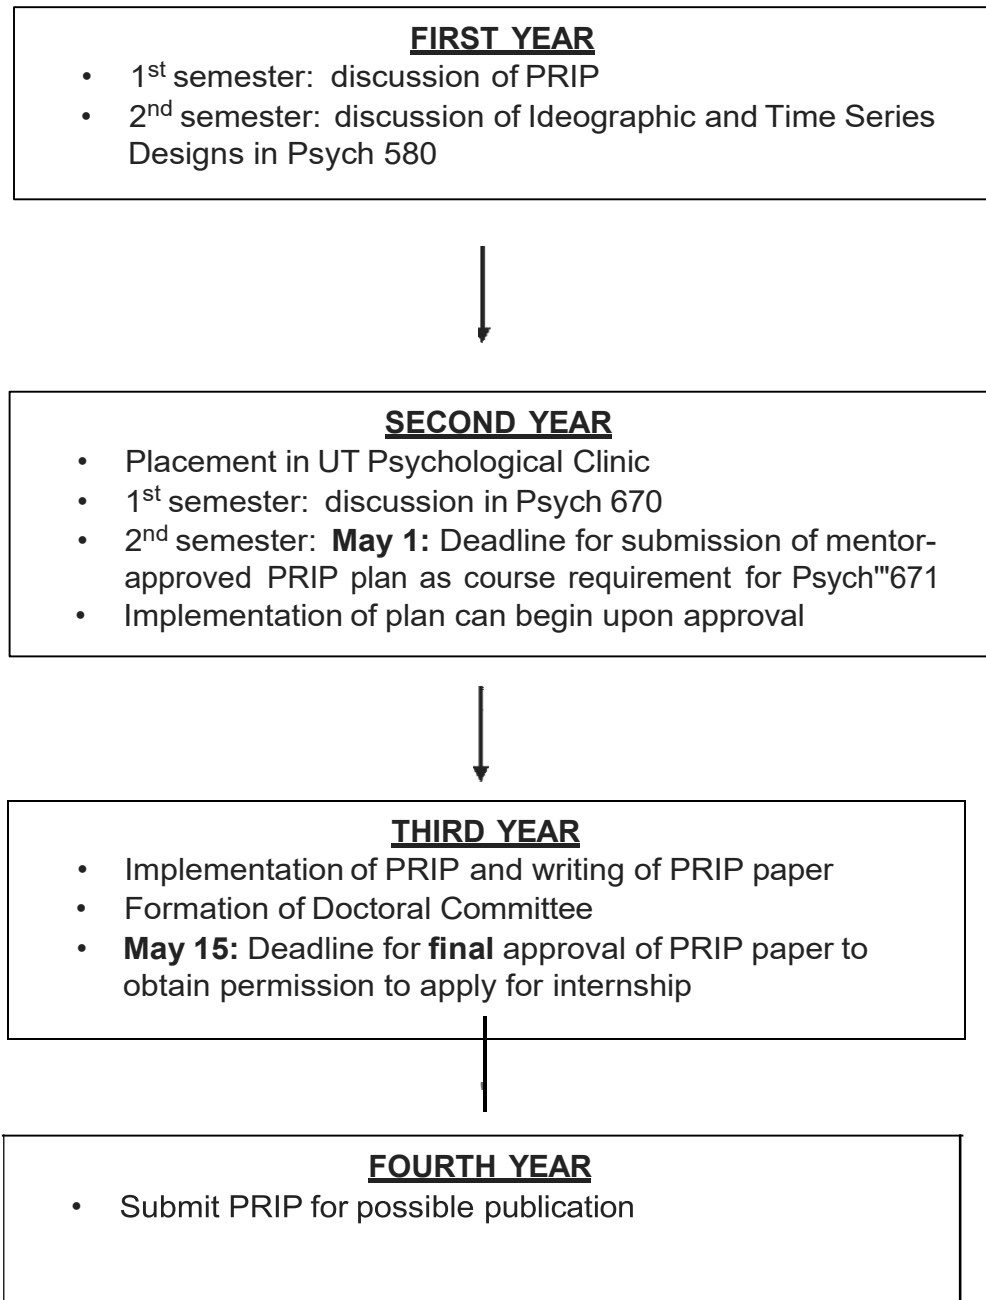 FIRST YEAR
• 1st semester: discussion of PRIP
• 2nd semester: discussion of Ideographic and Time Series
Designs in Psych 580
SECOND YEAR
• Placement in UT Psychological Clinic
• 1st semester: discussion in Psych 670
• 2nd semester: May 1: Deadline for submission of mentor-
approved PRIP plan as course requirement for Psych"'671
• Implementation of plan can begin upon approval
THIRD YEAR
• Implementation of PRIP and writing of PRIP paper
• Formation of Doctoral Committee
• May 15: Deadline for final approval of PRIP paper to
obtain permission to apply for internship
FOURTH YEAR
• Submit PRIP for possible publication